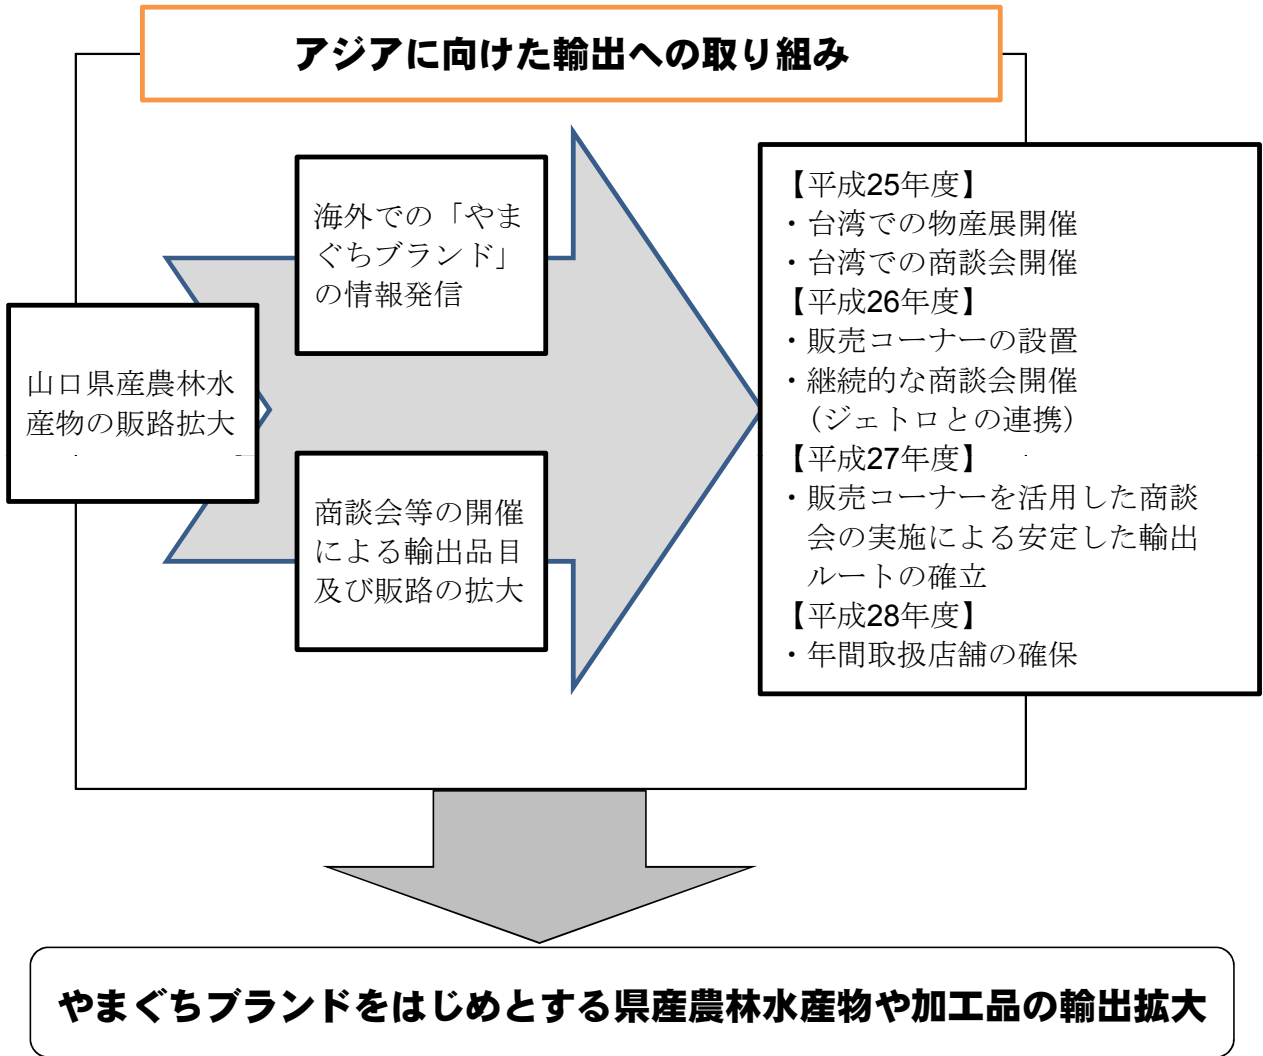 アジアに向けた輸出への取り組み
山口県産農林水
産物の販路拡大
海外での「やま
ぐちブランド」
の情報発信
商談会等の開催
による輸出品目
及び販路の拡大
【平成25年度】
・台湾での物産展開催
・台湾での商談会開催
【平成26年度】
・販売コーナーの設置
・継続的な商談会開催
（ジェトロとの連携）
【平成27年度】
・販売コーナーを活用した商談
会の実施による安定した輸出
ルートの確立
【平成28年度】
・年間取扱店舗の確保
やまぐちブランドをはじめとする県産農林水産物や加工品の輸出拡大